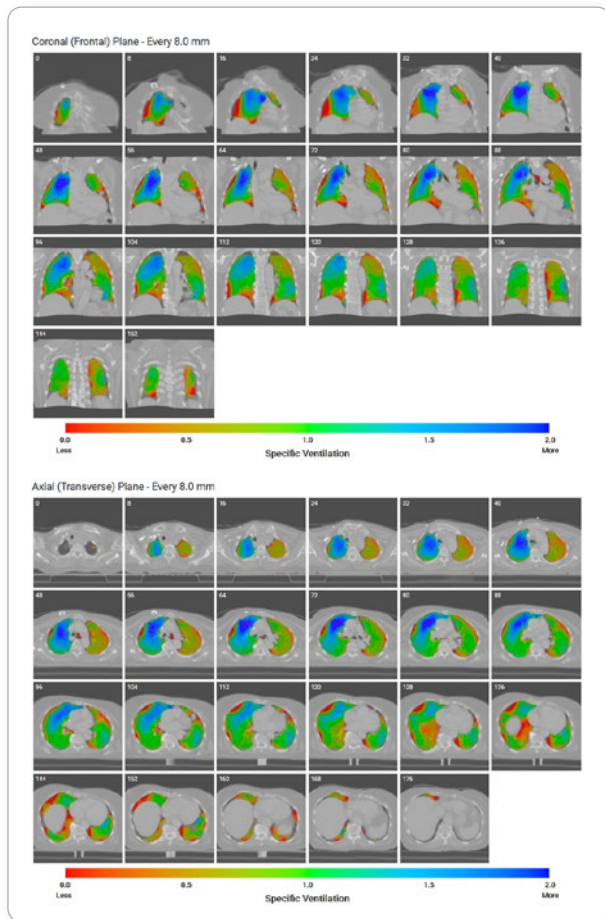 Coronal (Frontal) Plane - Every 8.0 mm
0 8 16 24 32 40
48 56 64 72 80 88
96 104 112 120 128 136
144 152
0.0 0.5 1.0 1.5 2.0
Less Specific Ventilation More
Axial (Transverse) Plane - Every 8.0 mm
0 8 16 24 32 40
48 56 64 72 80 88
96 104 112 120 128 136
144 152 160 168 176
0.0 0.5 1.0 1.5 2.0
Less Specific Ventilation More